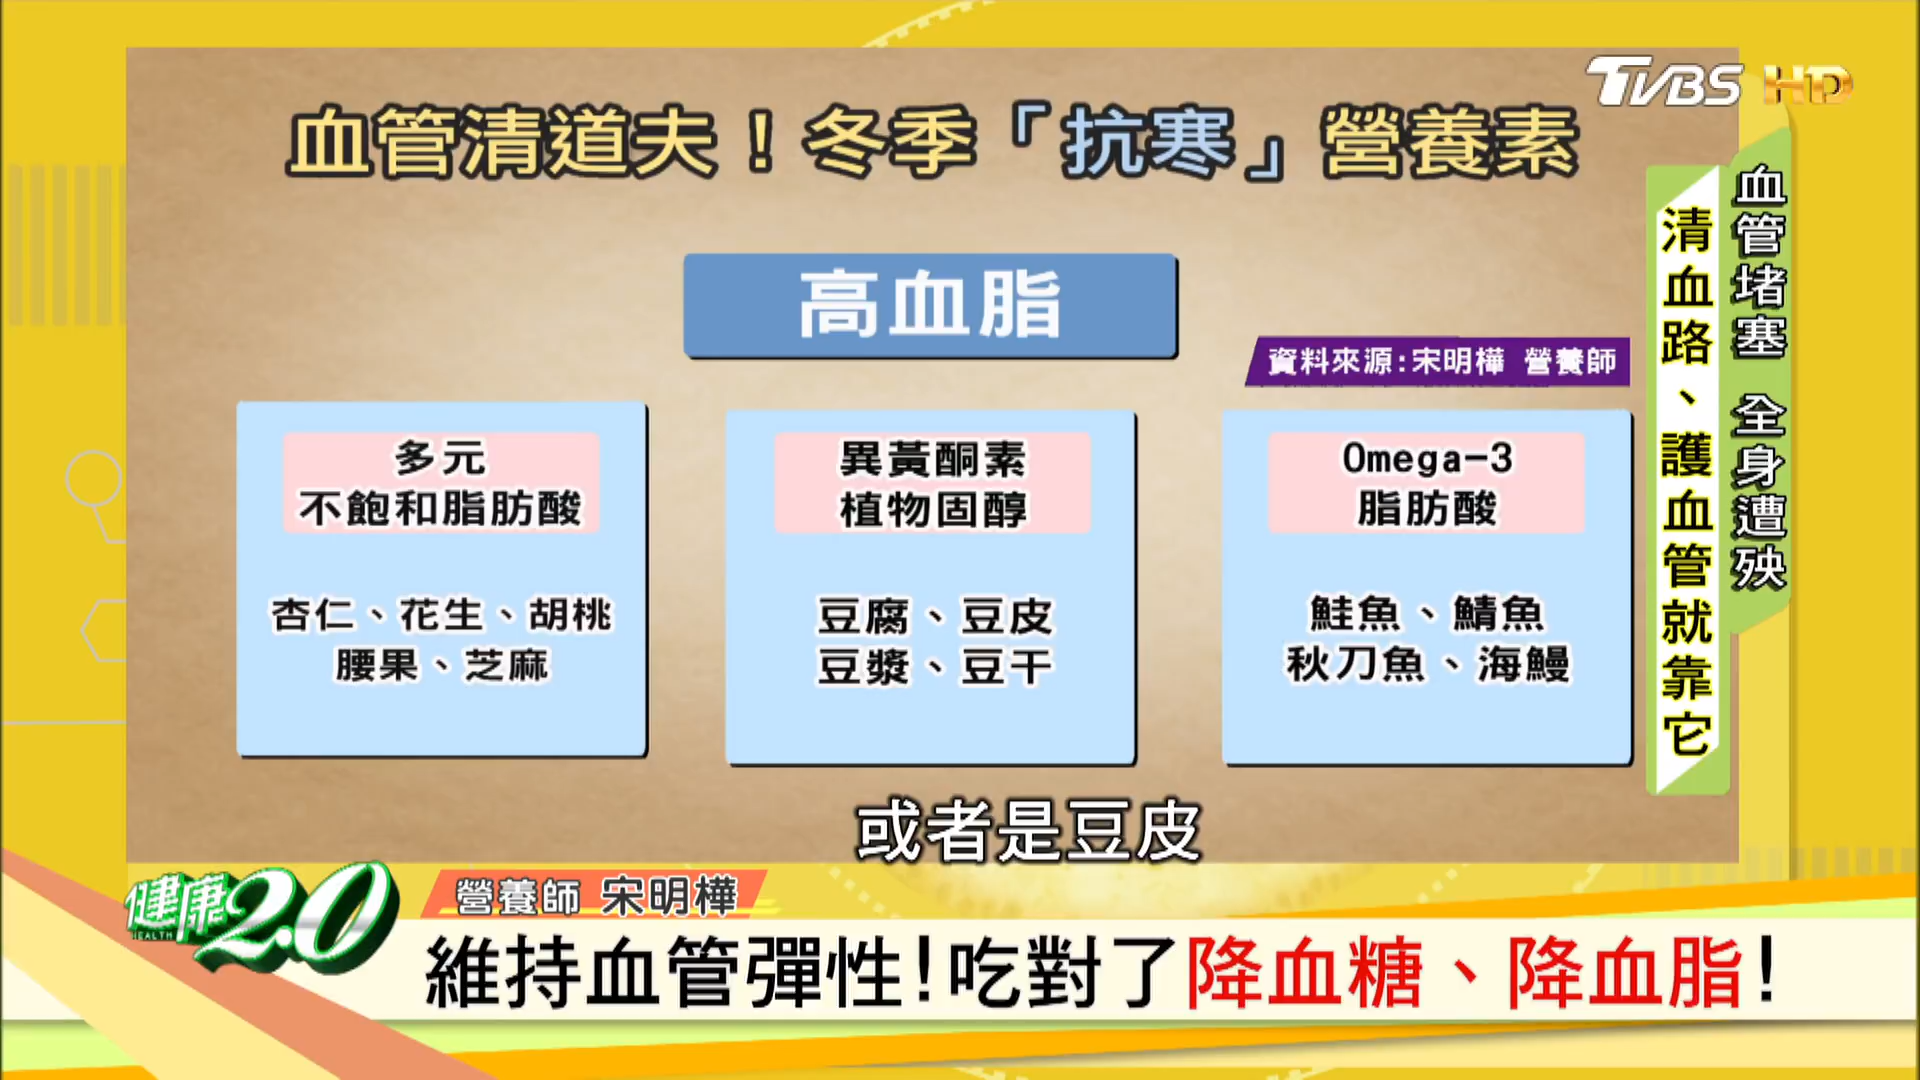 TVBS HD
血管清道夫！冬季「抗寒」營養素
高血脂
資料來源:宋明樺 營養師
多元
不飽和脂肪酸
杏仁、花生、胡桃
腰果、芝麻
異黃酮素
植物固醇
豆腐、豆皮
豆漿、豆干
Omega-3
脂肪酸
鮭魚、鯖魚
秋刀魚、海鰻
血管堵塞 全身遭殃
清血路、護血管就靠它
或者是豆皮
健康2.0
HEALTH
營養師 宋明樺
維持血管彈性!吃對了降血糖、降血脂!